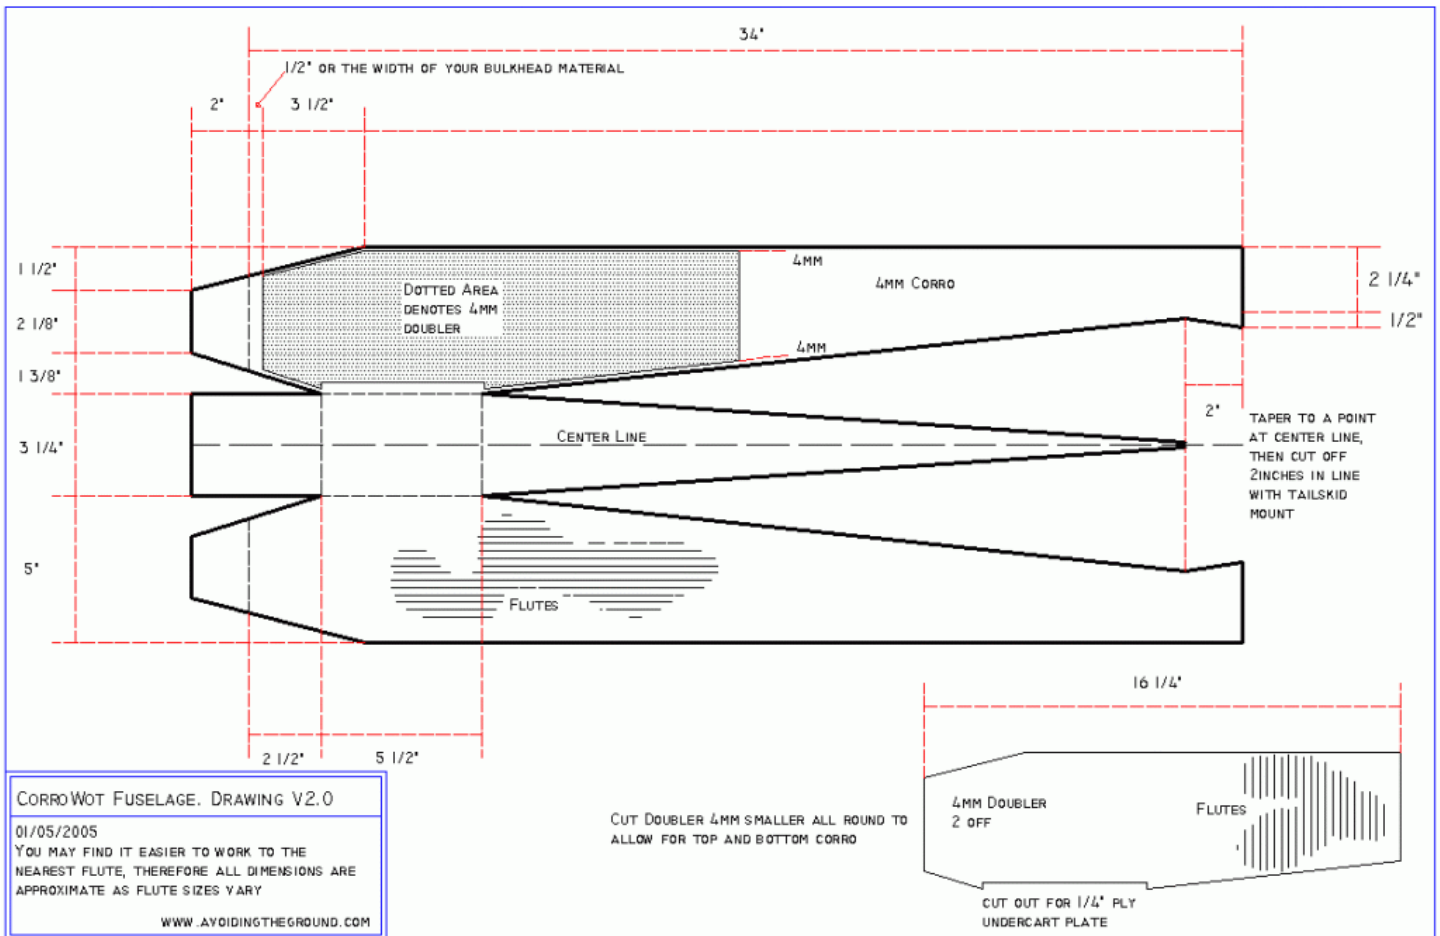 34"
1/2" OR THE WIDTH OF YOUR BULKHEAD MATERIAL
2"
3 1/2"
1 1/2"
2 1/8"
1 3/8"
3 1/4"
5"
DOTTED AREA
DENOTES 4MM
DOUBLER
4MM
4MM CORRO
4MM
2 1/4"
1/2"
2"
CENTER LINE
TAPER TO A POINT
AT CENTER LINE,
THEN CUT OFF
2INCHES IN LINE
WITH TAILSKID
MOUNT
FLUTES
2 1/2"
5 1/2"
16 1/4"
4MM DOUBLER
2 OFF
FLUTES
CUT DOUBLER 4MM SMALLER ALL ROUND TO
ALLOW FOR TOP AND BOTTOM CORRO
CUT OUT FOR 1/4" PLY
UNDERCART PLATE
CORROWOT FUSELAGE. DRAWING V2.0
01/05/2005
YOU MAY FIND IT EASIER TO WORK TO THE
NEAREST FLUTE, THEREFORE ALL DIMENSIONS ARE
APPROXIMATE AS FLUTE SIZES VARY
WWW.AVOIDINGTHEGROUND.COM